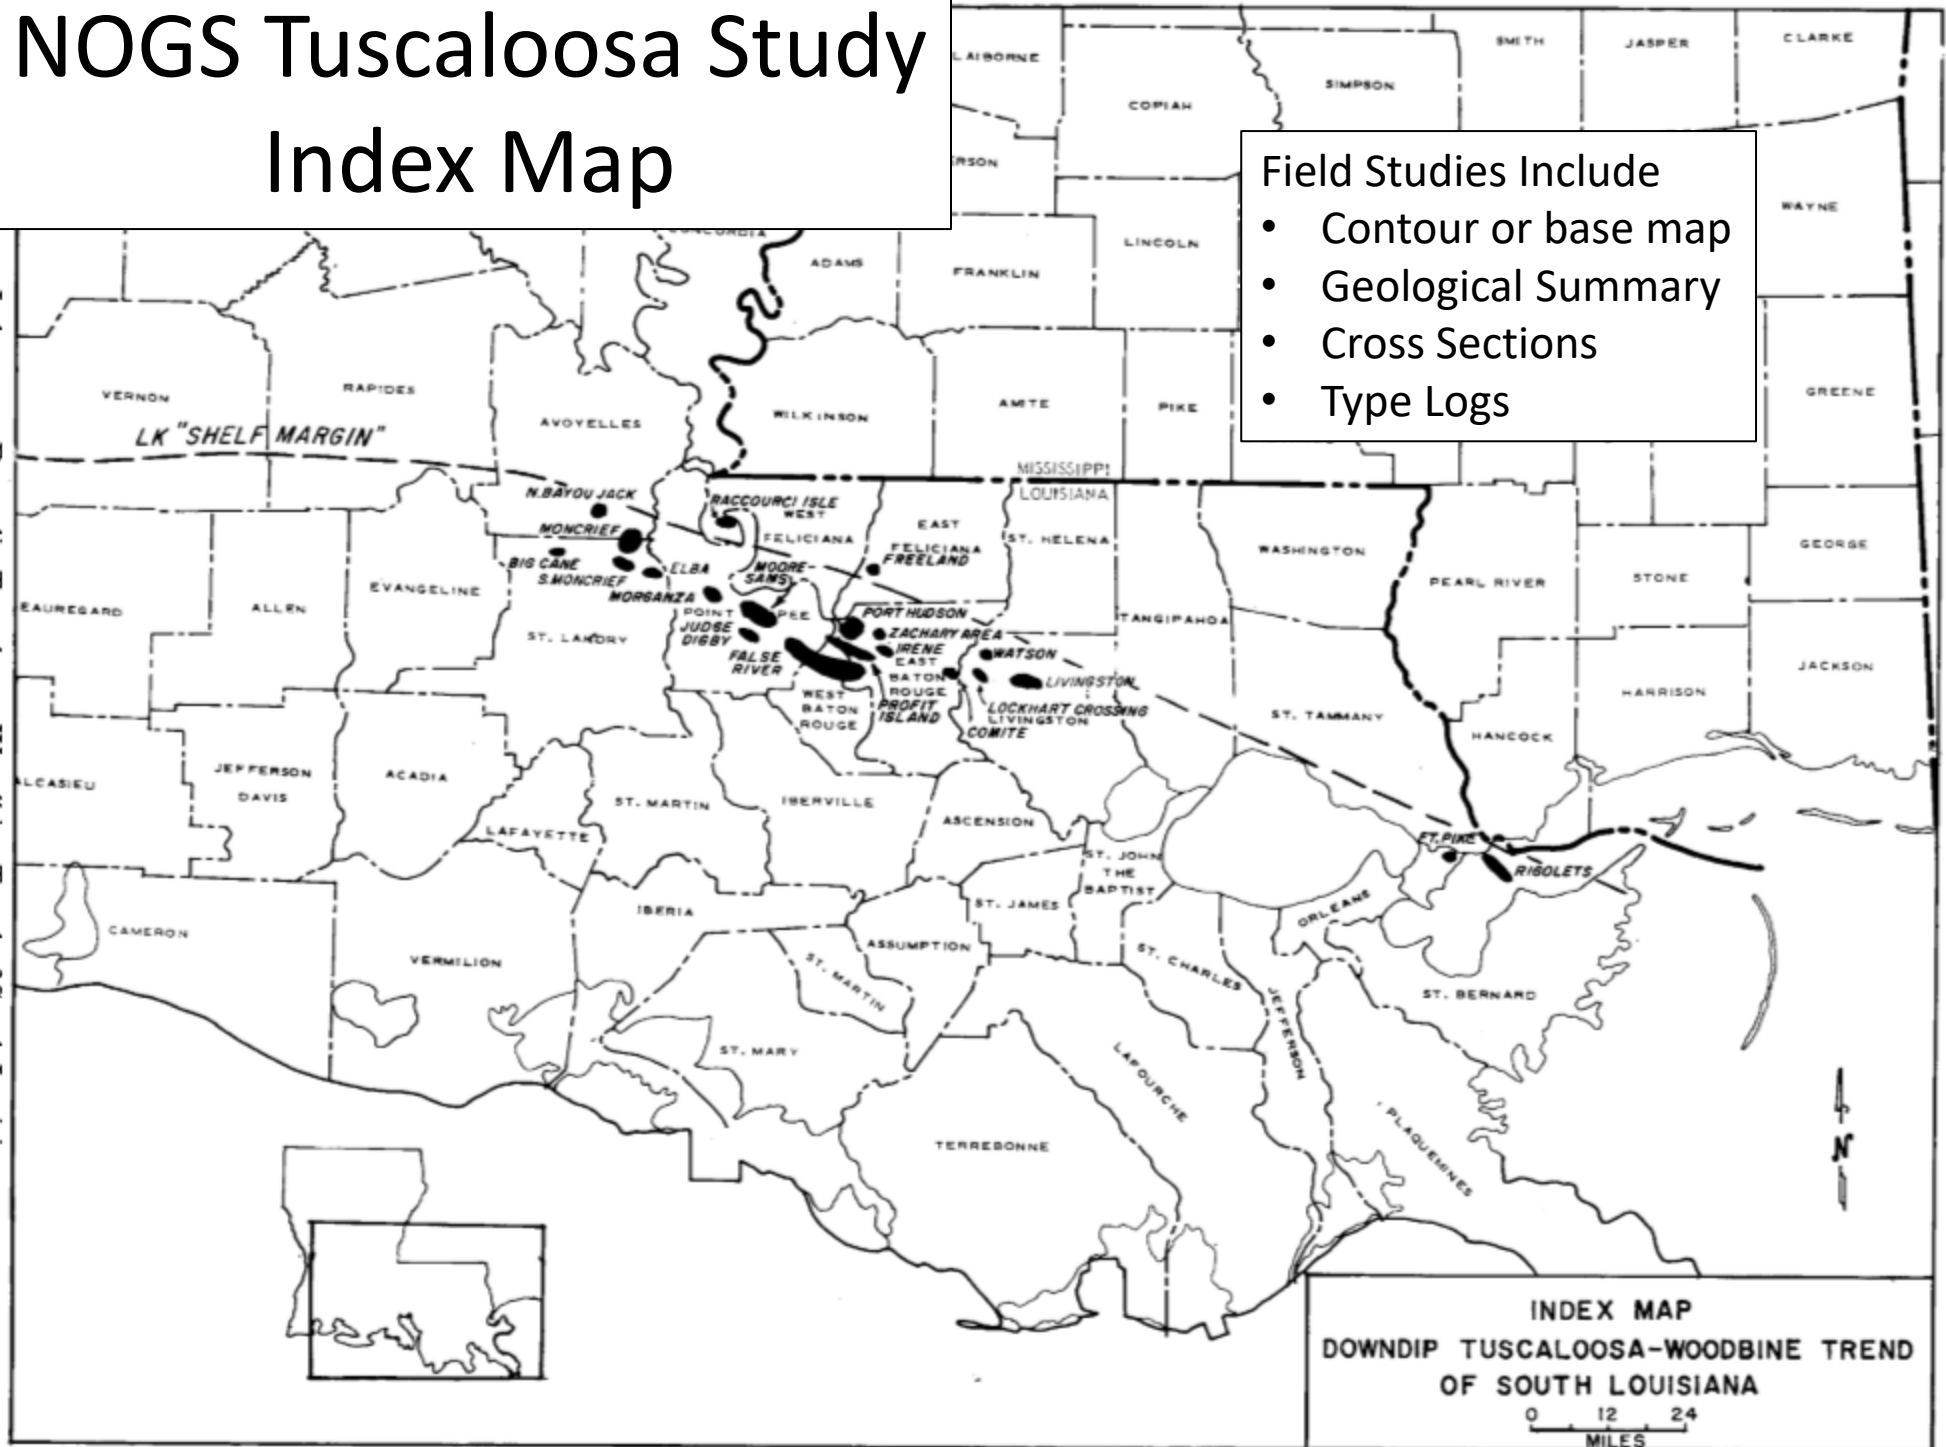 NOGS Tuscaloosa Study
Index Map
Field Studies Include
• Contour or base map
• Geological Summary
• Cross Sections
• Type Logs
LAIBORNE
COPIAH
SIMPSON
SMITH
JASPER
CLARKE
ERSON
WAYNE
CONCORDIA
ADAMS
FRANKLIN
LINCOLN
VERNON
RAPIDES
AVOYELLES
WILKINSON
AMITE
PIKE
GREENE
LK "SHELF MARGIN"
MISSISSIPPI
LOUISIANA
N. BAYOU JACK
RACCOURCI ISLE
WEST
FELICIANA
EAST
FELICIANA
FREELAND
ST. HELENA
WASHINGTON
PEARL RIVER
STONE
GEORGE
MONCRIEF
BIG CANE
S. MONCRIEF
ELBA
MOORE
SAMS
MORGANZA
EAUREGARD
ALLEN
EVANGELINE
ST. LANDRY
POINT
PEE
JUDGE
DIGBY
FALSE
RIVER
PORT HUDSON
ZACHARY AREA
IRENE
EAST
BATON
ROUGE
PROFIT
ISLAND
WEST
BATON
ROUGE
WATSON
LIVINGSTON
LOCKHART CROSSING
LIVINGSTON
COMITE
TANGIPAHOA
ST. TAMMANY
HANCOCK
HARRISON
JACKSON
ALCASIEU
JEFFERSON
DAVIS
ACADIA
LAFAYETTE
ST. MARTIN
IBERVILLE
ASCENSION
ST. JOHN
THE
BAPTIST
FT. PIKE
RIGOLETS
CAMERON
VERMILION
IBERIA
ST. MARTIN
ASSUMPTION
ST. JAMES
ST. CHARLES
ORLEANS
JEFFERSON
ST. BERNARD
ST. MARY
TERREBONNE
LAFOURCHE
PLAQUEMINES
N
INDEX MAP
DOWNDIP TUSCALOOSA-WOODBINE TREND
OF SOUTH LOUISIANA
0 12 24
MILES